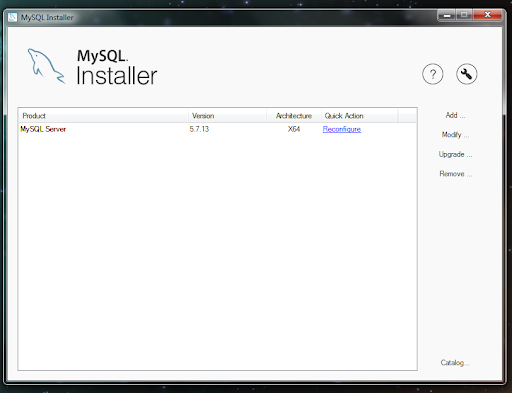 MySQL Installer
MySQL.
Installer
?
Product Version Architecture Quick Action
Add ...
MySQL Server 5.7.13 X64 Reconfigure
Modify ...
Upgrade ...
Remove ...
Catalog...